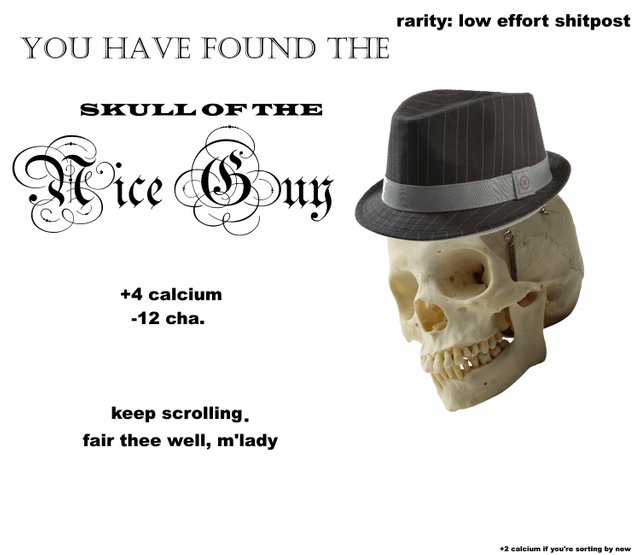 rarity: low effort shitpost
YOU HAVE FOUND THE
SKULL OF THE
Nice Guy
+4 calcium
-12 cha.
keep scrolling.
fair thee well, m'lady
+2 calcium if you're sorting by new